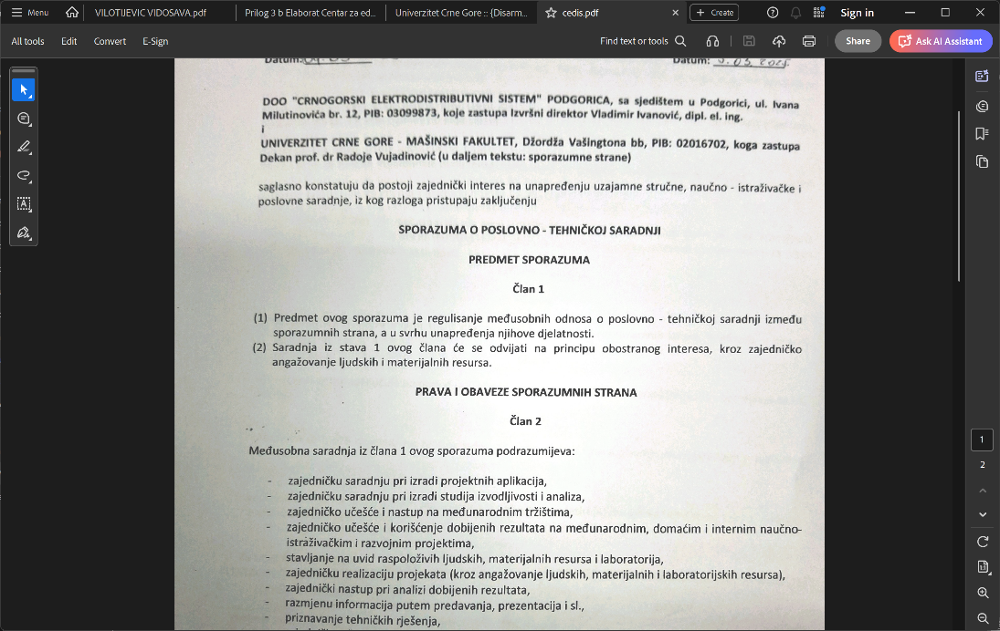 Menu
VILOTIJEVIC VIDOSAVA.pdf
Prilog 3 b Elaborat Centar za ed...
Univerzitet Crne Gore :: {Disarm...
cedis.pdf
Create
Sign in
All tools
Edit
Convert
E-Sign
Find text or tools
Share
Ask AI Assistant
Datum:
Datum:
DOO "CRNOGORSKI ELEKTRODISTRIBUTIVNI SISTEM" PODGORICA, sa sjedištem u Podgorici, ul. Ivana
Milutinovića br. 12, PIB: 03099873, koje zastupa Izvršni direktor Vladimir Ivanović, dipl. el. ing.
i
UNIVERZITET CRNE GORE - MAŠINSKI FAKULTET, Džordža Vašingtona bb, PIB: 02016702, koga zastupa
Dekan prof. dr Radoje Vujadinović (u daljem tekstu: sporazumne strane)
saglasno konstatuju da postoji zajednički interes na unapređenju uzajamne stručne, naučno - istraživačke i
poslovne saradnje, iz kog razloga pristupaju zaključenju
SPORAZUMA O POSLOVNO - TEHNIČKOJ SARADNJI
PREDMET SPORAZUMA
Član 1
(1) Predmet ovog sporazuma je regulisanje međusobnih odnosa o poslovno - tehničkoj saradnji između
sporazumnih strana, a u svrhu unapređenja njihove djelatnosti.
(2) Saradnja iz stava 1 ovog člana će se odvijati na principu obostranog interesa, kroz zajedničko
angažovanje ljudskih i materijalnih resursa.
PRAVA I OBAVEZE SPORAZUMNIH STRANA
Član 2
Međusobna saradnja iz člana 1 ovog sporazuma podrazumijeva:
- zajedničku saradnju pri izradi projektnih aplikacija,
- zajedničku saradnju pri izradi studija izvodljivosti i analiza,
- zajedničko učešće i nastup na međunarodnim tržištima,
- zajedničko učešće i korišćenje dobijenih rezultata na međunarodnim, domaćim i internim naučno-
istraživačkim i razvojnim projektima,
- stavljanje na uvid raspoloživih ljudskih, materijalnih resursa i laboratorija,
- zajedničku realizaciju projekata (kroz angažovanje ljudskih, materijalnih i laboratorijskih resursa),
- zajednički nastup pri analizi dobijenih rezultata,
- razmjenu informacija putem predavanja, prezentacija i sl.,
- priznavanje tehničkih rješenja,
1
2